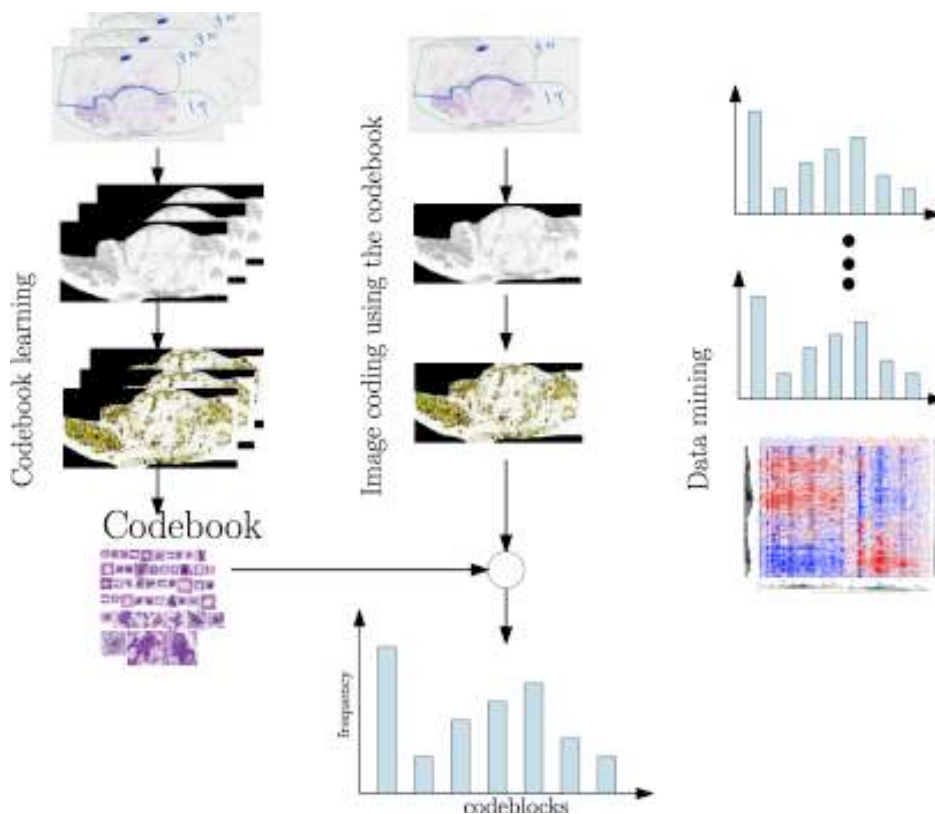 Codebook learning
Codebook
Image coding using the codebook
frequency
codeblocks
Data mining